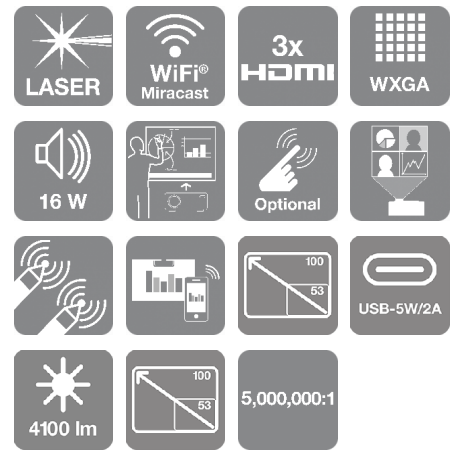 LASER
WiFi®
Miracast
3x
HDMI
WXGA
16 W
Optional
100
53
USB-5W/2A
4100 lm
100
53
5,000,000:1